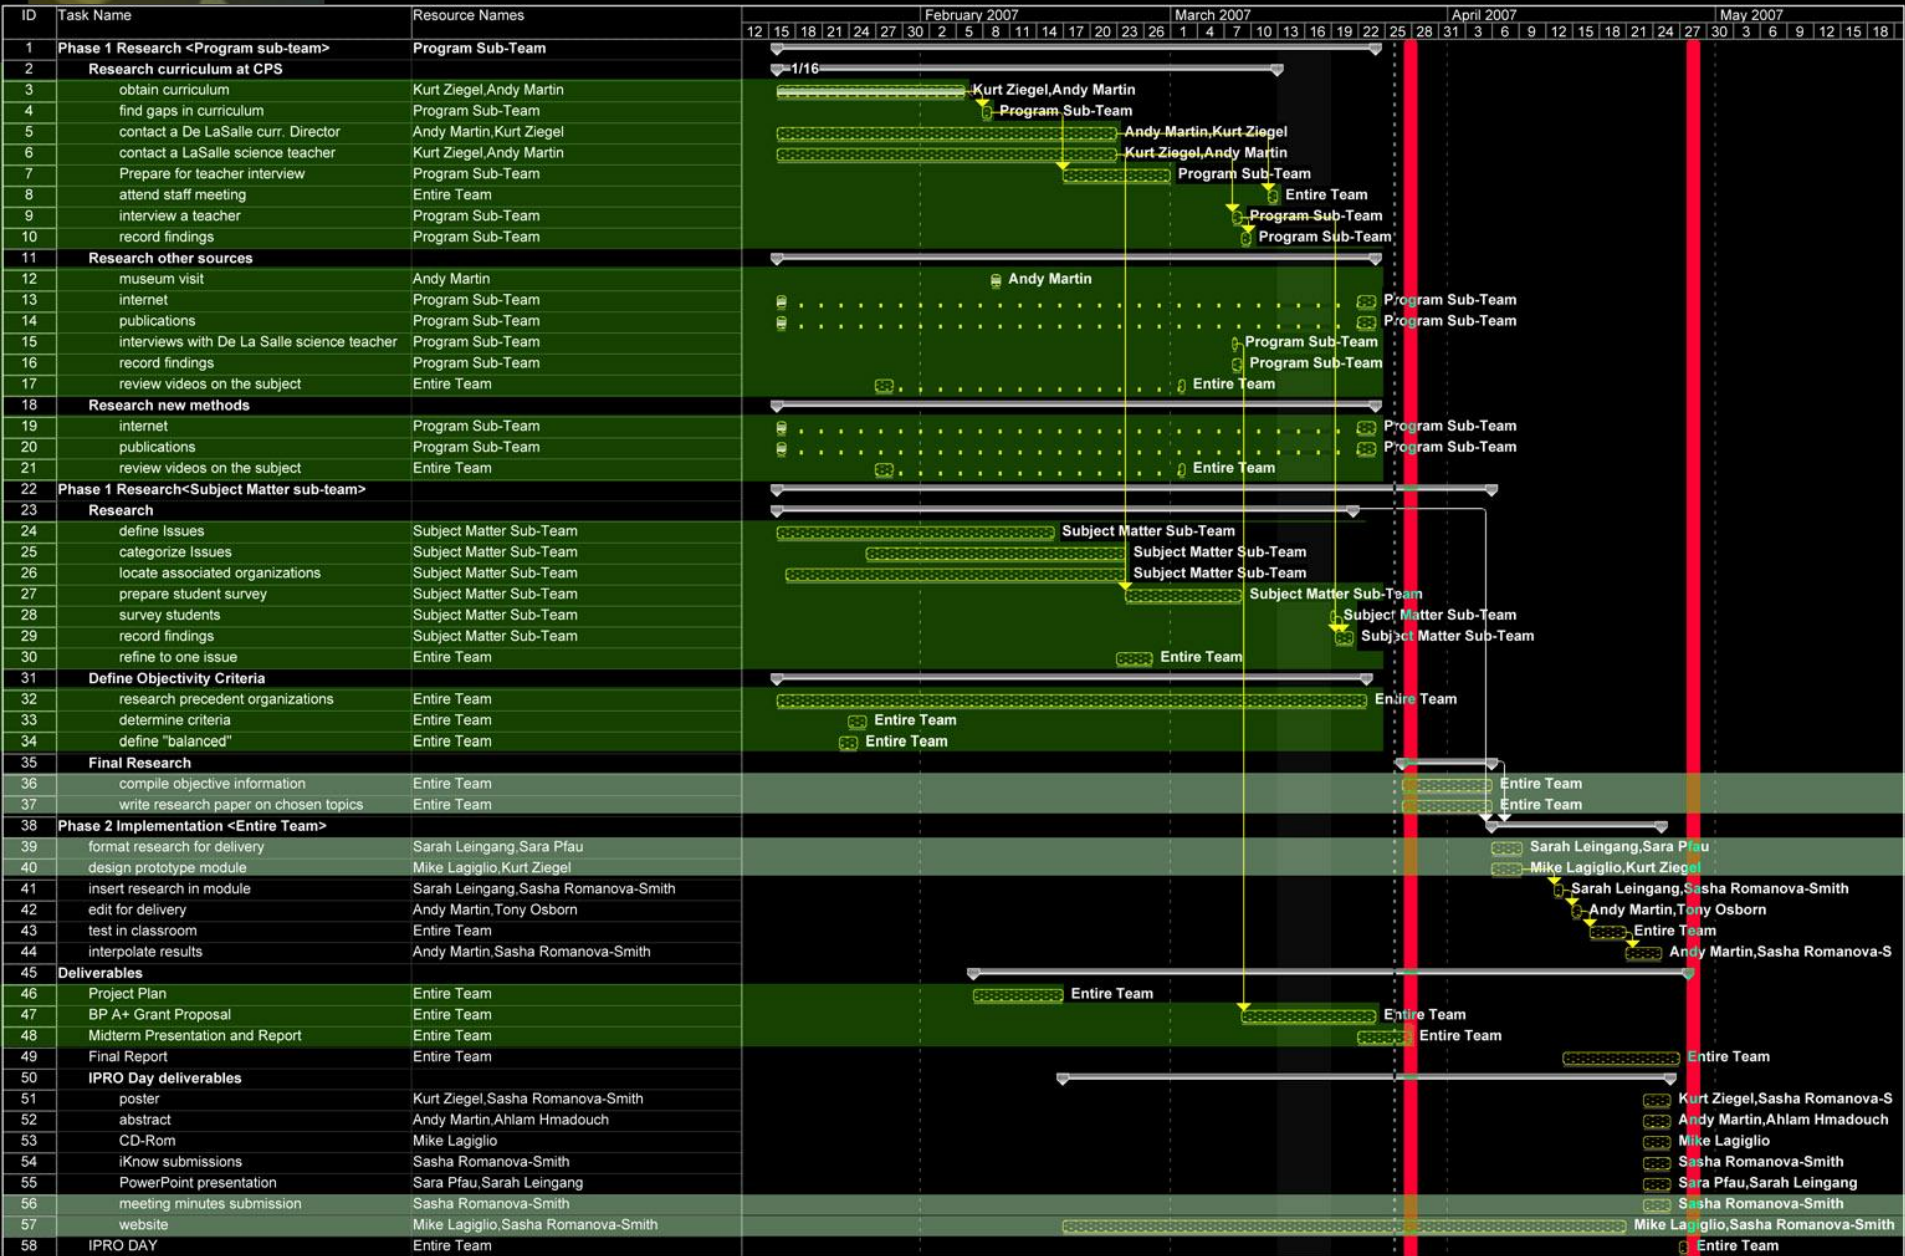 ID Task Name Resource Names February 2007 March 2007 April 2007 May 2007
12 15 18 21 24 27 30 2 5 8 11 14 17 20 23 26 1 4 7 10 13 16 19 22 25 28 31 3 6 9 12 15 18 21 24 27 30 3 6 9 12 15 18
1 Phase 1 Research <Program sub-team> Program Sub-Team
2 Research curriculum at CPS 1/16
3 obtain curriculum Kurt Ziegel,Andy Martin Kurt Ziegel,Andy Martin
4 find gaps in curriculum Program Sub-Team Program Sub-Team
5 contact a De LaSalle curr. Director Andy Martin,Kurt Ziegel Andy Martin,Kurt Ziegel
6 contact a LaSalle science teacher Kurt Ziegel,Andy Martin Kurt Ziegel,Andy Martin
7 Prepare for teacher interview Program Sub-Team Program Sub-Team
8 attend staff meeting Entire Team Entire Team
9 interview a teacher Program Sub-Team Program Sub-Team
10 record findings Program Sub-Team Program Sub-Team
11 Research other sources
12 museum visit Andy Martin Andy Martin
13 internet Program Sub-Team Program Sub-Team
14 publications Program Sub-Team Program Sub-Team
15 interviews with De La Salle science teacher Program Sub-Team Program Sub-Team
16 record findings Program Sub-Team Program Sub-Team
17 review videos on the subject Entire Team Entire Team
18 Research new methods
19 internet Program Sub-Team Program Sub-Team
20 publications Program Sub-Team Program Sub-Team
21 review videos on the subject Entire Team Entire Team
22 Phase 1 Research<Subject Matter sub-team>
23 Research
24 define Issues Subject Matter Sub-Team Subject Matter Sub-Team
25 categorize Issues Subject Matter Sub-Team Subject Matter Sub-Team
26 locate associated organizations Subject Matter Sub-Team Subject Matter Sub-Team
27 prepare student survey Subject Matter Sub-Team Subject Matter Sub-Team
28 survey students Subject Matter Sub-Team Subject Matter Sub-Team
29 record findings Subject Matter Sub-Team Subject Matter Sub-Team
30 refine to one issue Entire Team Entire Team
31 Define Objectivity Criteria
32 research precedent organizations Entire Team Entire Team
33 determine criteria Entire Team Entire Team
34 define "balanced" Entire Team Entire Team
35 Final Research
36 compile objective information Entire Team Entire Team
37 write research paper on chosen topics Entire Team Entire Team
38 Phase 2 Implementation <Entire Team>
39 format research for delivery Sarah Leingang,Sara Pfau Sarah Leingang,Sara Pfau
40 design prototype module Mike Lagiglio,Kurt Ziegel Mike Lagiglio,Kurt Ziegel
41 insert research in module Sarah Leingang,Sasha Romanova-Smith Sarah Leingang,Sasha Romanova-Smith
42 edit for delivery Andy Martin,Tony Osborn Andy Martin,Tony Osborn
43 test in classroom Entire Team Entire Team
44 interpolate results Andy Martin,Sasha Romanova-Smith Andy Martin,Sasha Romanova-S
45 Deliverables
46 Project Plan Entire Team Entire Team
47 BP A+ Grant Proposal Entire Team Entire Team
48 Midterm Presentation and Report Entire Team Entire Team
49 Final Report Entire Team Entire Team
50 IPRO Day deliverables
51 poster Kurt Ziegel,Sasha Romanova-Smith Kurt Ziegel,Sasha Romanova-S
52 abstract Andy Martin,Ahlam Hmadouch Andy Martin,Ahlam Hmadouch
53 CD-Rom Mike Lagiglio Mike Lagiglio
54 iKnow submissions Sasha Romanova-Smith Sasha Romanova-Smith
55 PowerPoint presentation Sara Pfau,Sarah Leingang Sara Pfau,Sarah Leingang
56 meeting minutes submission Sasha Romanova-Smith Sasha Romanova-Smith
57 website Mike Lagiglio,Sasha Romanova-Smith Mike Lagiglio,Sasha Romanova-Smith
58 IPRO DAY Entire Team Entire Team